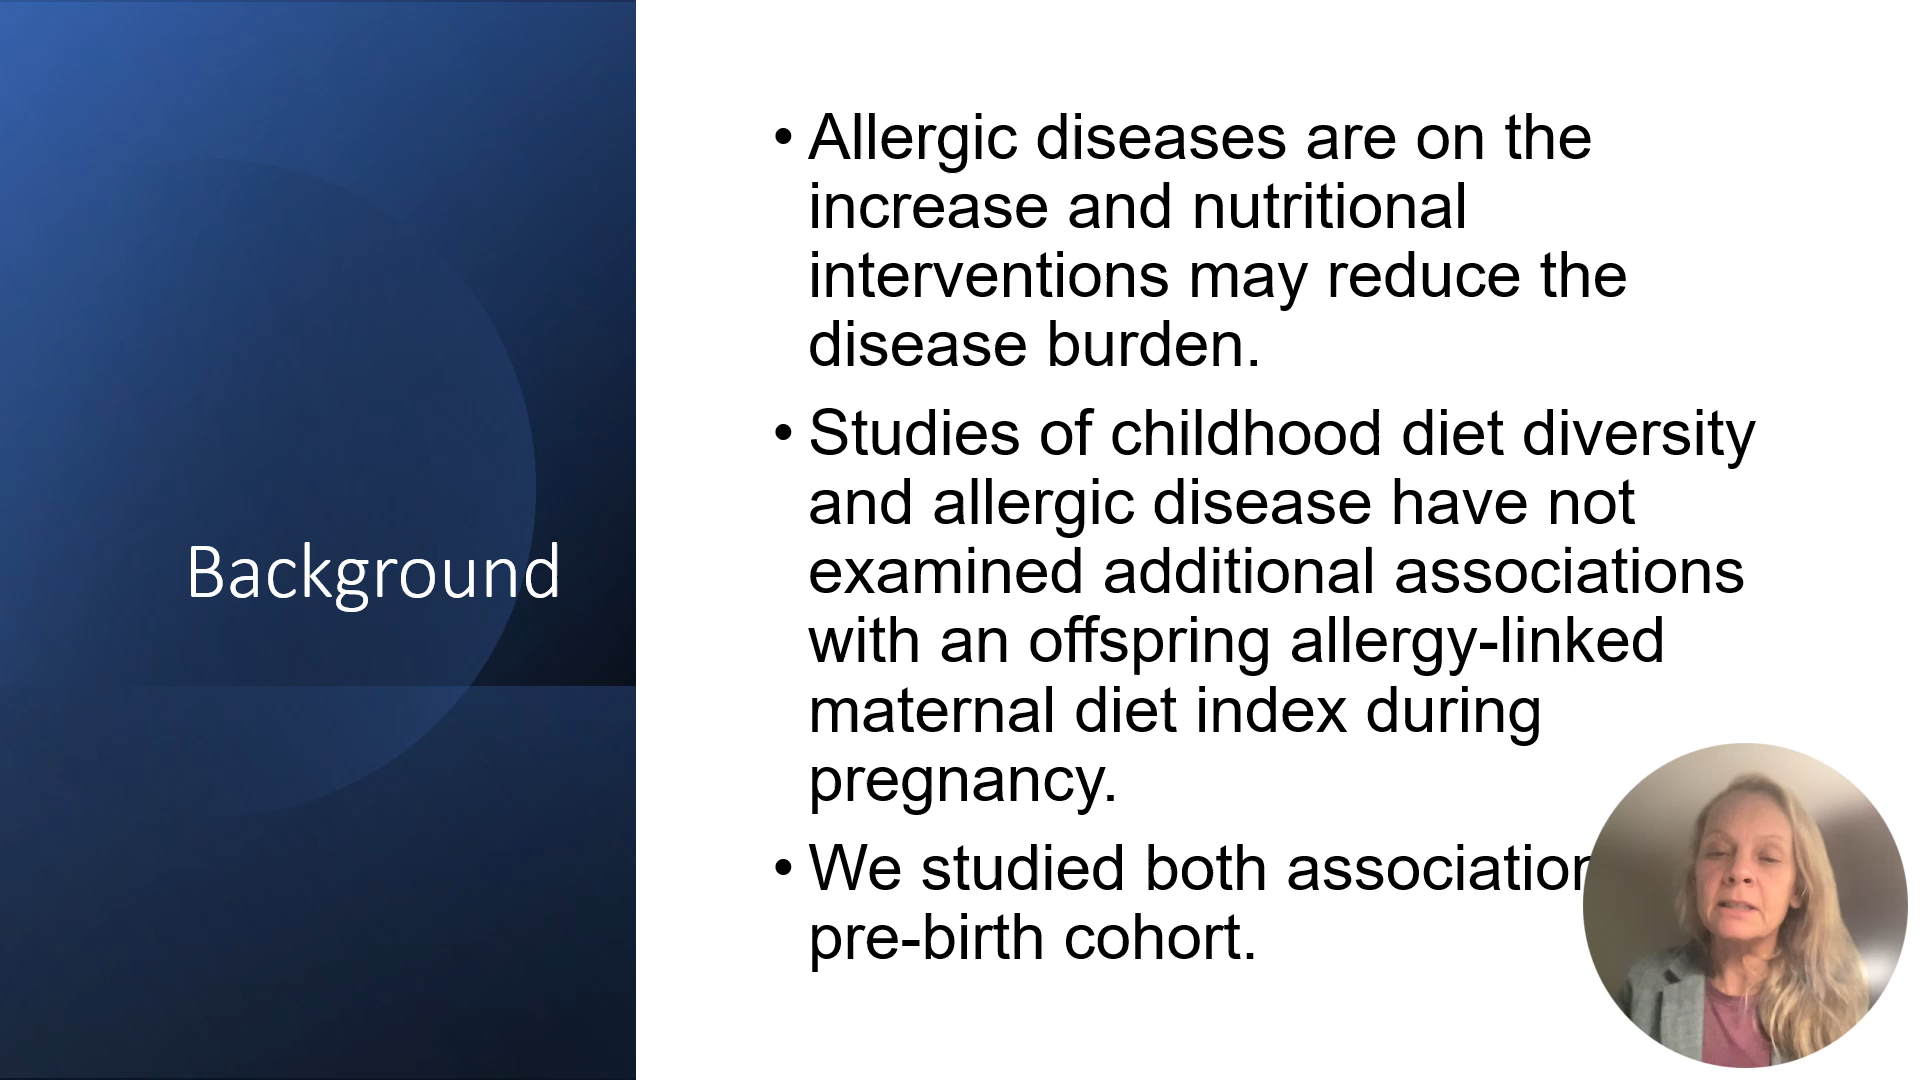 Background
• Allergic diseases are on the
increase and nutritional
interventions may reduce the
disease burden.
• Studies of childhood diet diversity
and allergic disease have not
examined additional associations
with an offspring allergy-linked
maternal diet index during
pregnancy.
• We studied both
pre-birth cohort.